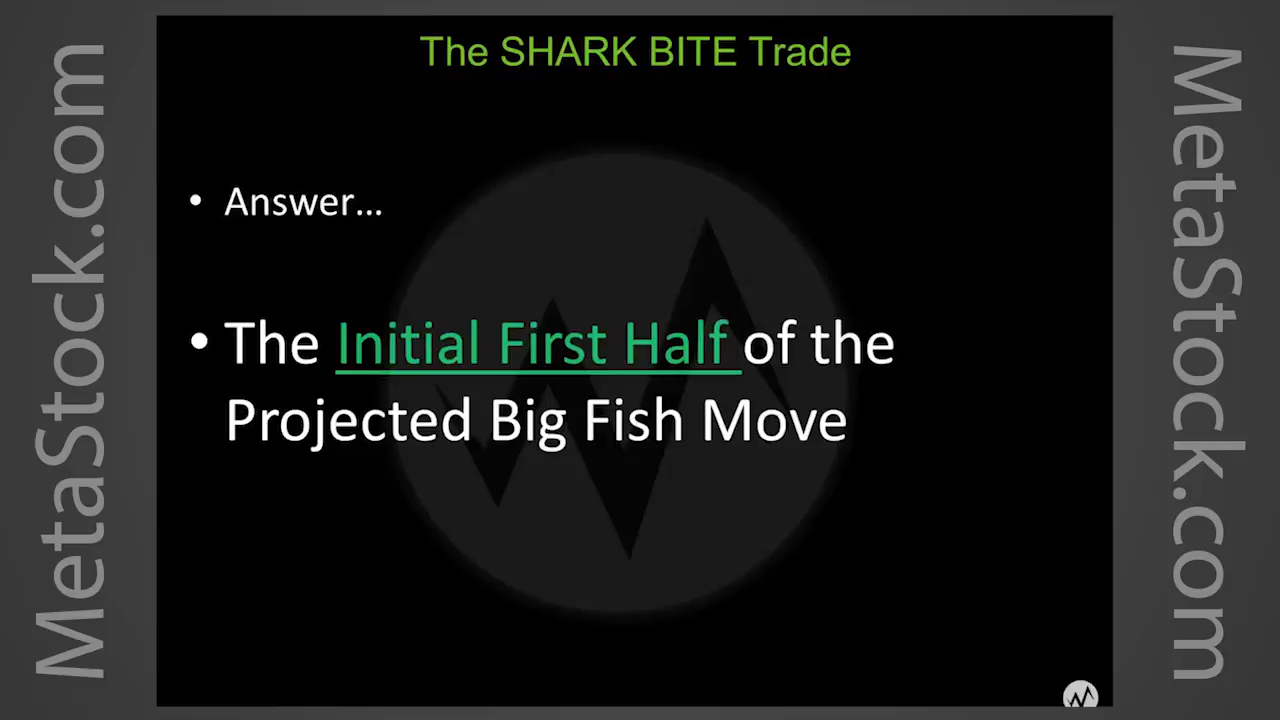 The SHARK BITE Trade
• Answer…
• The Initial First Half of the
Projected Big Fish Move
MetaStock.com
MetaStock.com